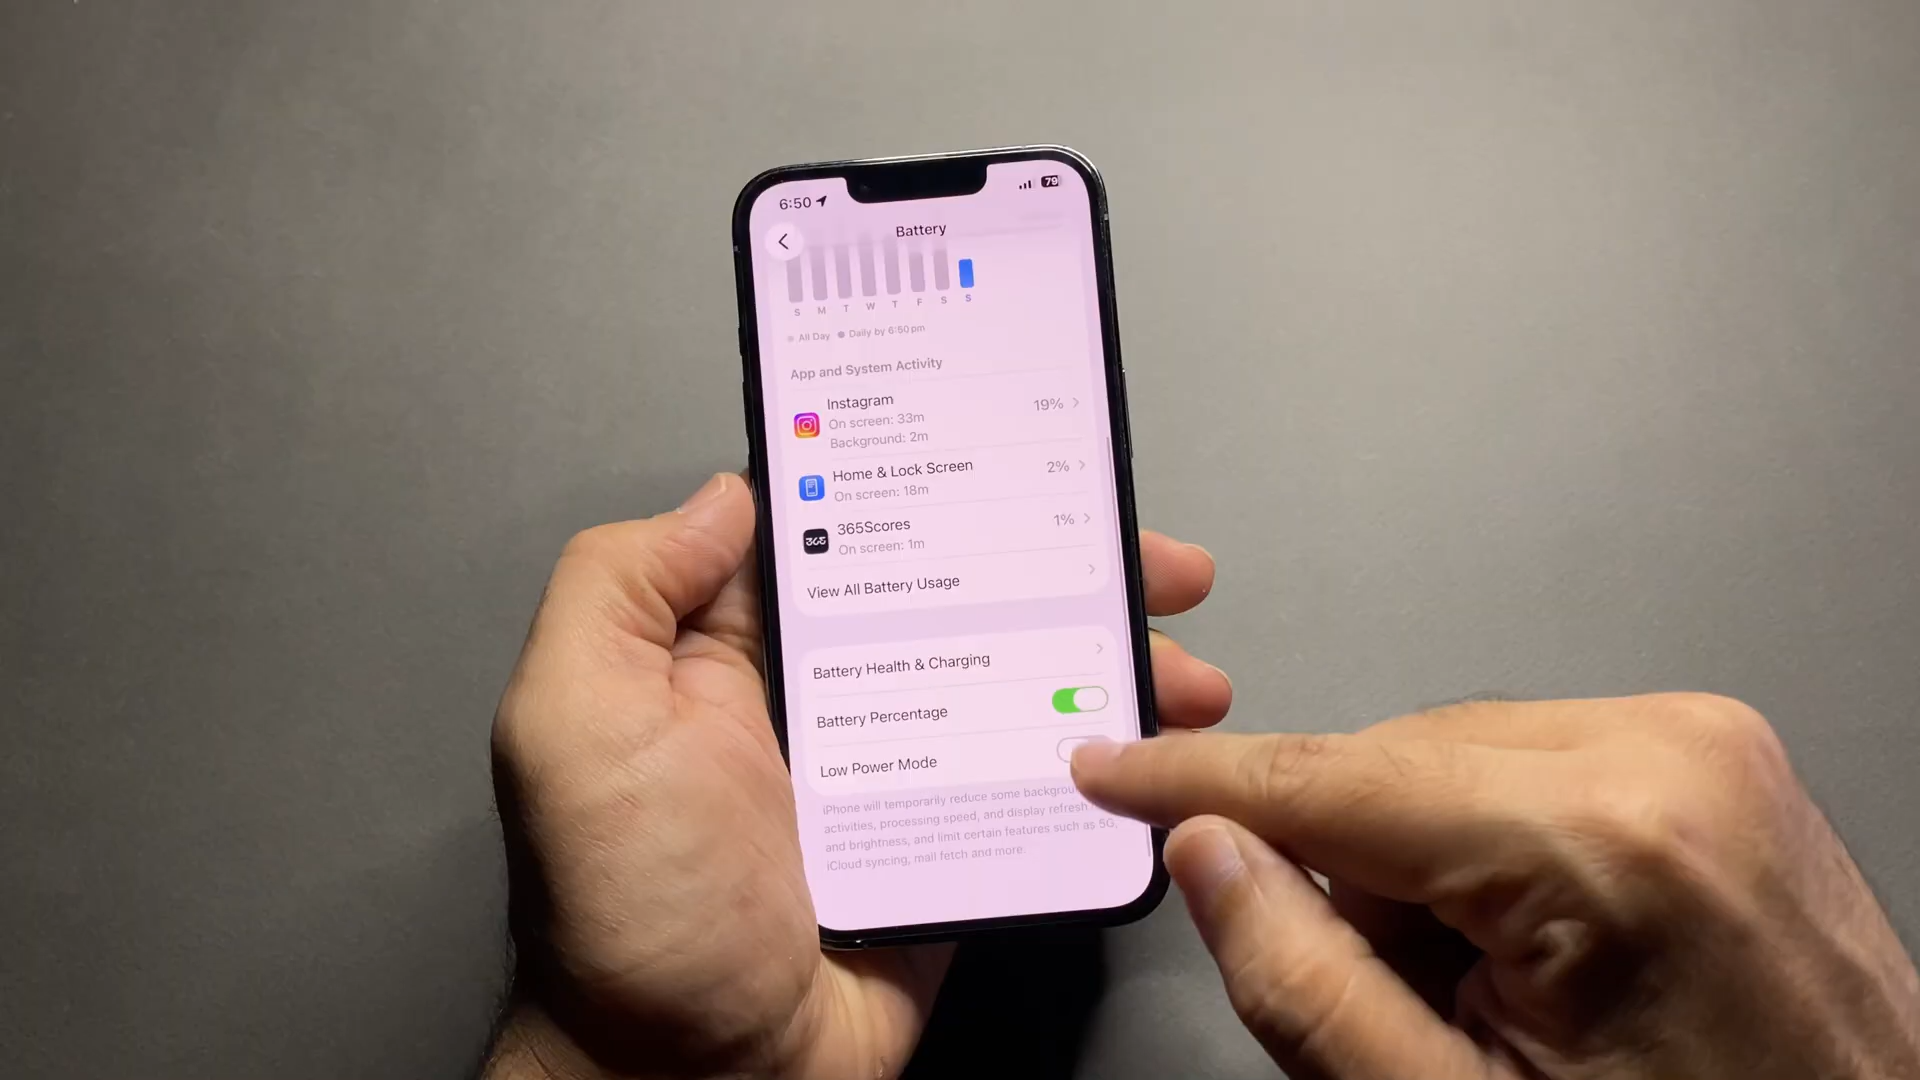 6:50
79
Battery
S M T W T F S S
All Day Daily by 6:50 pm
App and System Activity
Instagram
19%
On screen: 33m
Background: 2m
Home & Lock Screen
2%
On screen: 18m
365
365Scores
1%
On screen: 1m
View All Battery Usage
Battery Health & Charging
Battery Percentage
Low Power Mode
iPhone will temporarily reduce some
activities, processing speed, and display refresh
and brightness, and limit certain features such as 5G,
iCloud syncing, mail fetch and more.